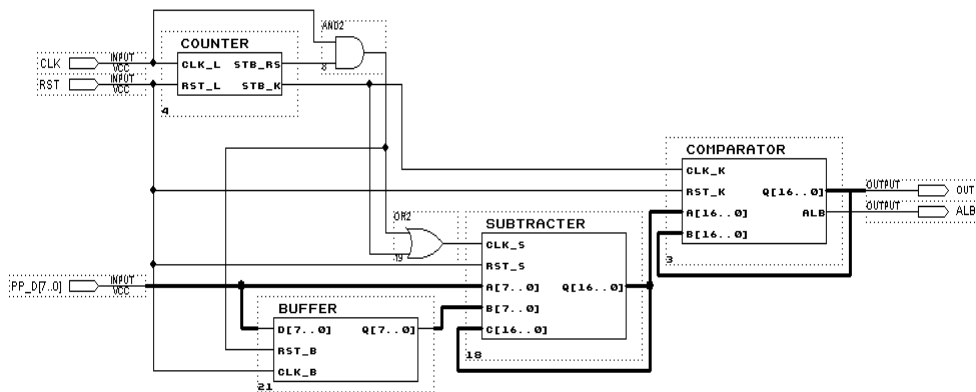 AND2
COUNTER
CLK INPUT VCC CLK_L STB_RS 8
RST INPUT VCC RST_L STB_K
4
COMPARATOR
CLK_K
RST_K Q[16..0] OUTPUT OUT
A[16..0] ALB OUTPUT ALB
B[16..0]
3
OR2
19
SUBTRACTER
CLK_S
RST_S
PP_D[7..0] INPUT VCC A[7..0] Q[16..0]
B[7..0]
C[16..0]
18
BUFFER
D[7..0] Q[7..0]
RST_B
CLK_B
21